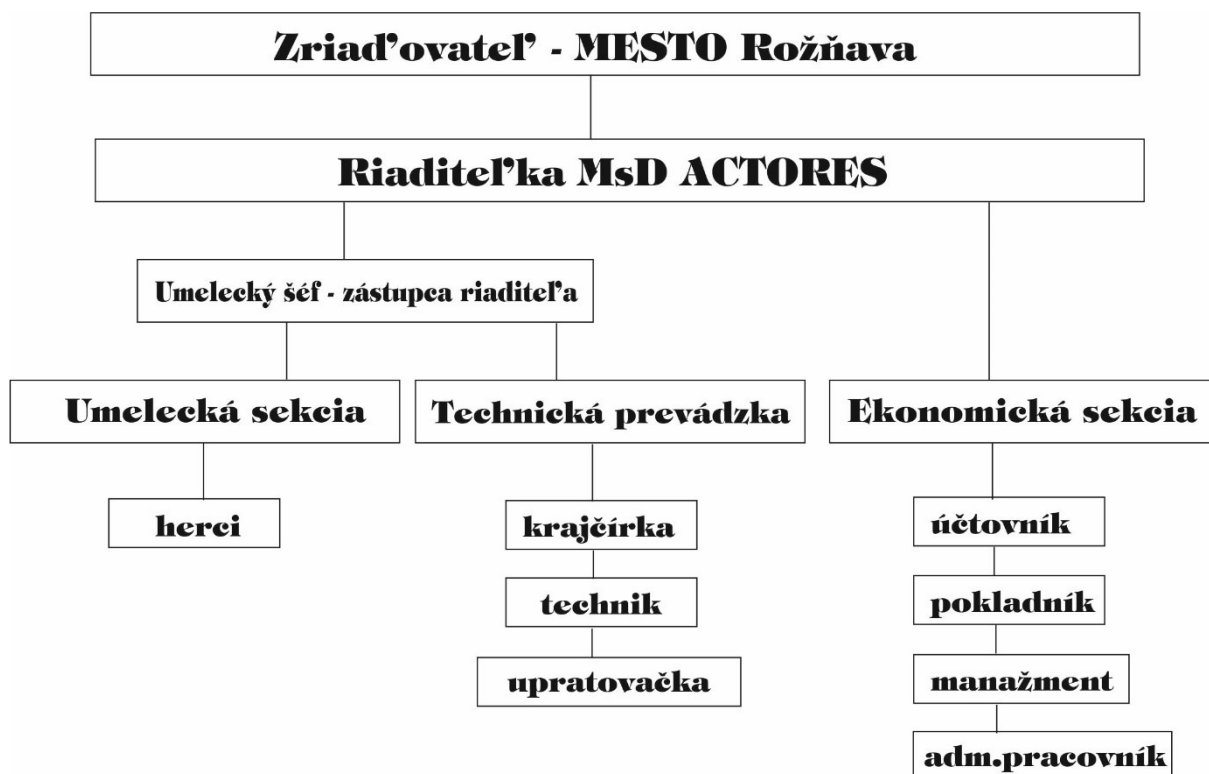 Zriaďovateľ - MESTO Rožňava
Riaditeľka MsD ACTORES
Umelecký šéf - zástupca riaditeľa
Umelecká sekcia
Technická prevádzka
Ekonomická sekcia
herci
krajčírka
účtovník
technik
pokladník
upratovačka
manažment
adm.pracovník